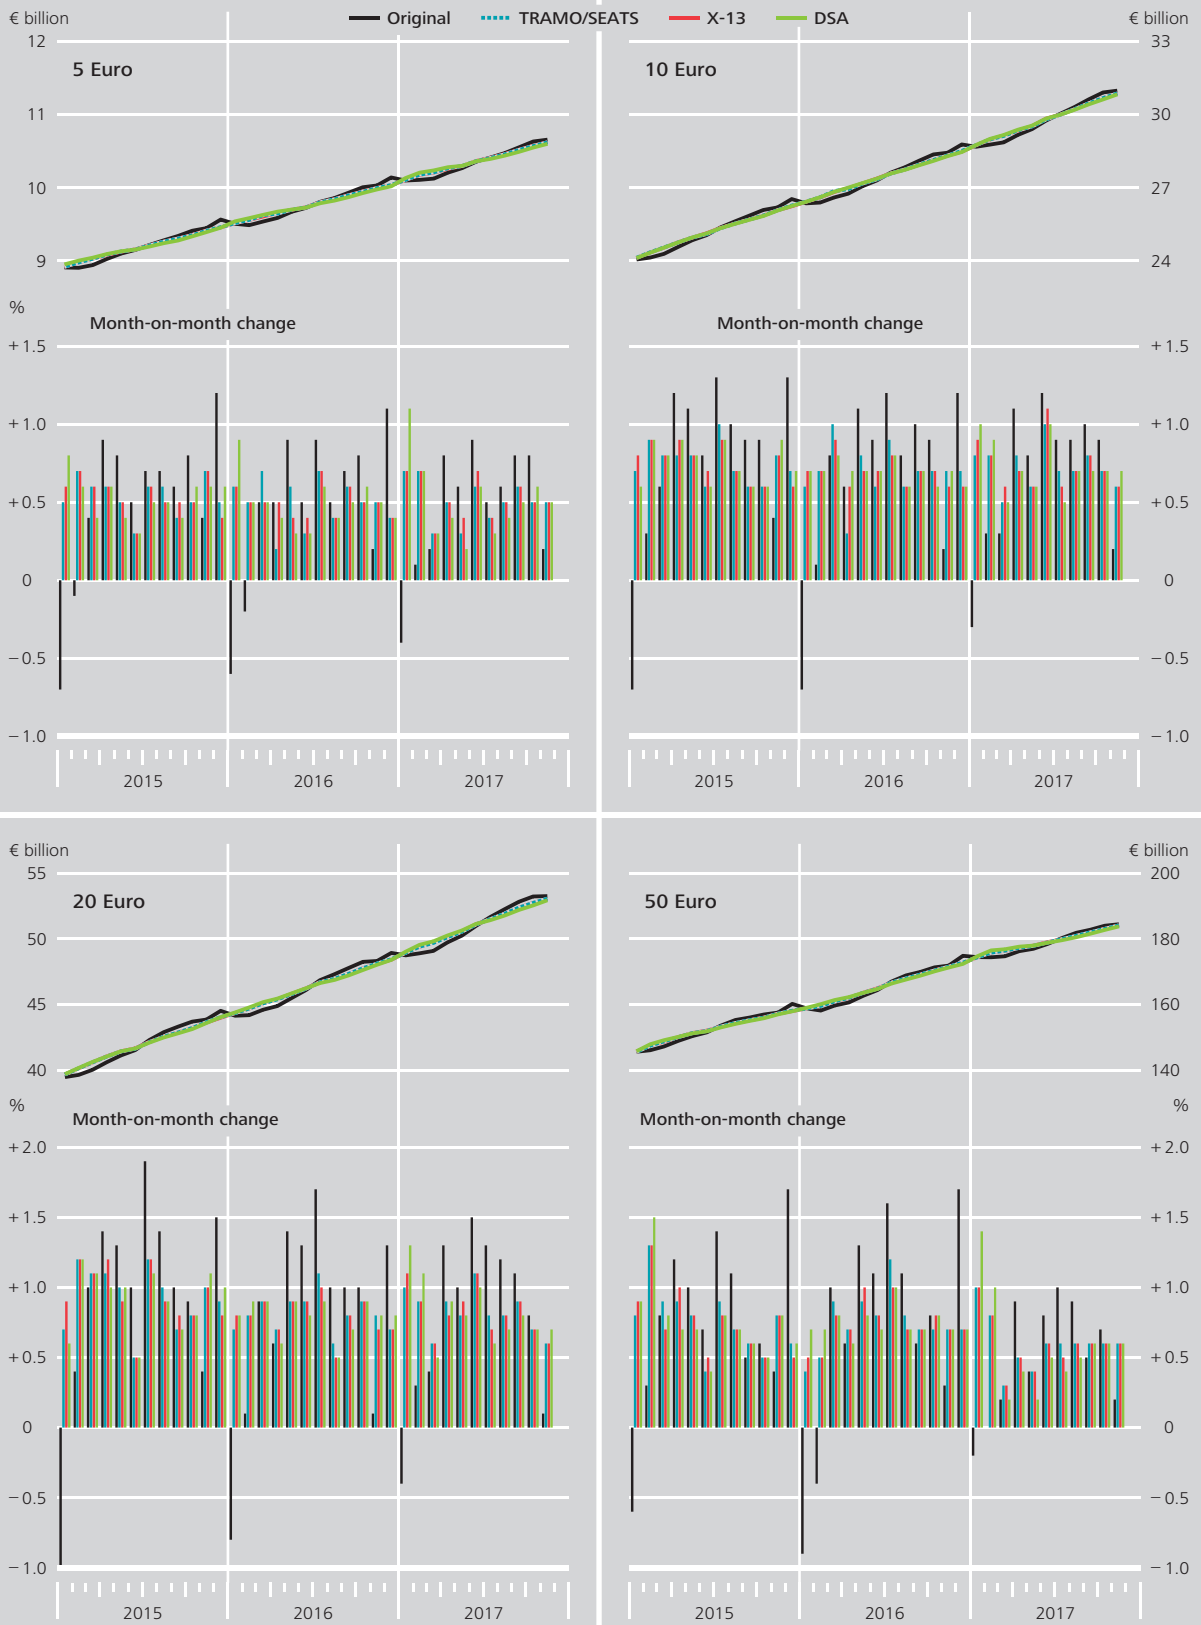 € billion Original TRAMO/SEATS X-13 DSA € billion
12 33
5 Euro 10 Euro
11 30
10 27
9 24
%
Month-on-month change Month-on-month change
+ 1.5 + 1.5
+ 1.0 + 1.0
+ 0.5 + 0.5
0 0
− 0.5 − 0.5
− 1.0 − 1.0
2015 2016 2017 2015 2016 2017
€ billion € billion
55 200
20 Euro 50 Euro
50 180
45 160
40 140
% %
Month-on-month change Month-on-month change
+ 2.0 + 2.0
+ 1.5 + 1.5
+ 1.0 + 1.0
+ 0.5 + 0.5
0 0
− 0.5 − 0.5
− 1.0 − 1.0
2015 2016 2017 2015 2016 2017